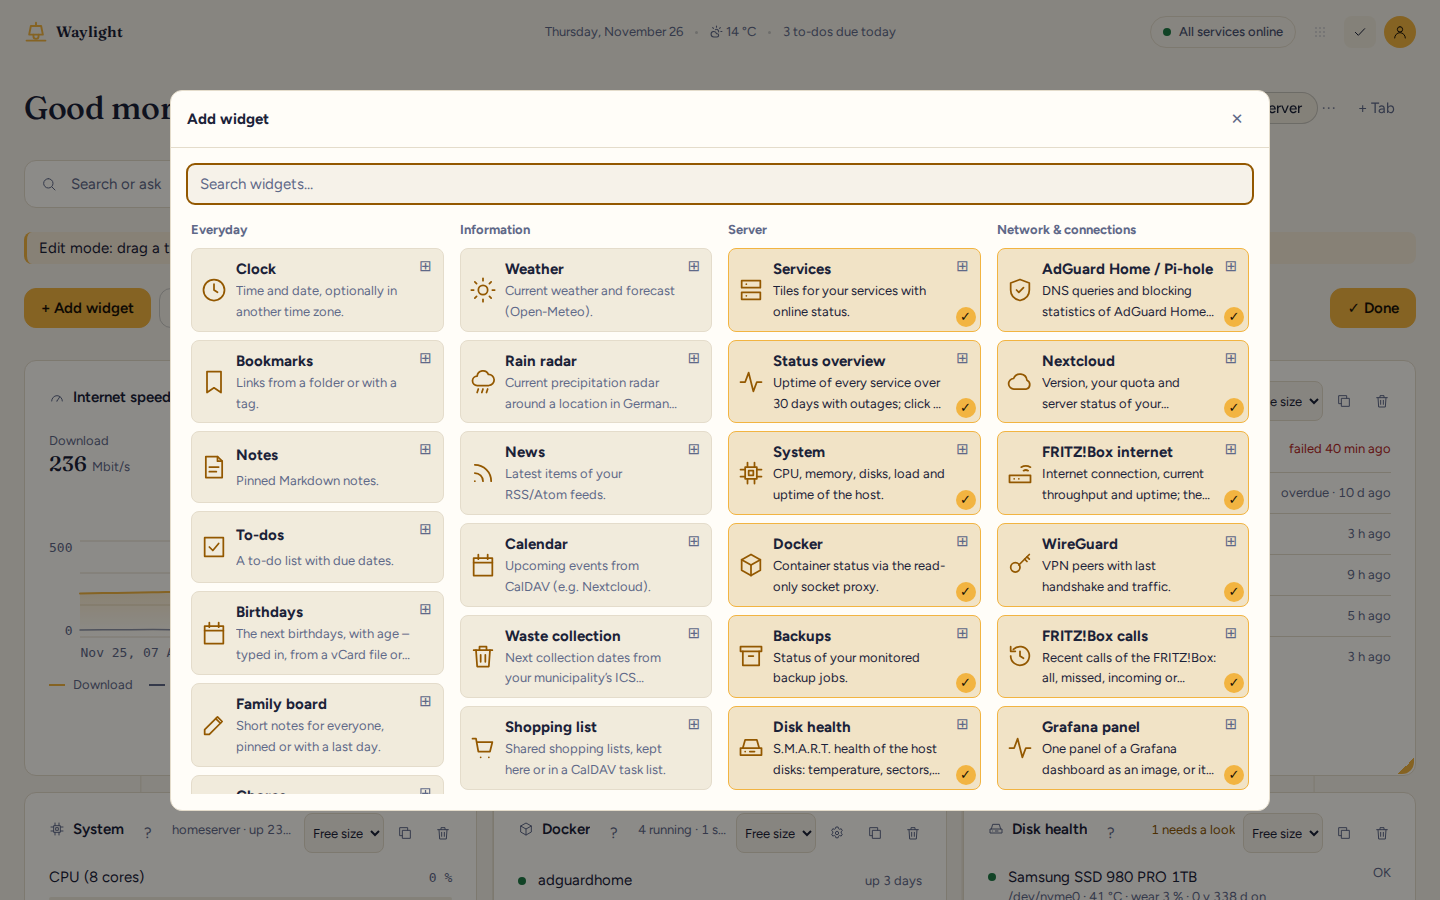 Waylight
Thursday, November 26 • 14 °C • 3 to-dos due today
All services online
Good mor
erver
+ Tab
Search or ask
Edit mode: drag a t
+ Add widget
✓ Done
Add widget
Search widgets...
Everyday
Clock
Time and date, optionally in
another time zone.
Bookmarks
Links from a folder or with a
tag.
Notes
Pinned Markdown notes.
To-dos
A to-do list with due dates.
Birthdays
The next birthdays, with age –
typed in, from a vCard file or...
Family board
Short notes for everyone,
pinned or with a last day.
Information
Weather
Current weather and forecast
(Open-Meteo).
Rain radar
Current precipitation radar
around a location in German...
News
Latest items of your
RSS/Atom feeds.
Calendar
Upcoming events from
CalDAV (e.g. Nextcloud).
Waste collection
Next collection dates from
your municipality's ICS...
Shopping list
Shared shopping lists, kept
here or in a CalDAV task list.
Server
Services
Tiles for your services with
online status.
Status overview
Uptime of every service over
30 days with outages; click ...
System
CPU, memory, disks, load and
uptime of the host.
Docker
Container status via the read-
only socket proxy.
Backups
Status of your monitored
backup jobs.
Disk health
S.M.A.R.T. health of the host
disks: temperature, sectors,...
Network & connections
AdGuard Home / Pi-hole
DNS queries and blocking
statistics of AdGuard Home...
Nextcloud
Version, your quota and
server status of your...
FRITZ!Box internet
Internet connection, current
throughput and uptime; the...
WireGuard
VPN peers with last
handshake and traffic.
FRITZ!Box calls
Recent calls of the FRITZ!Box:
all, missed, incoming or...
Grafana panel
One panel of a Grafana
dashboard as an image, or it...
Internet speed
Download
236 Mbit/s
500
0
Nov 25, 07 A
Download
e size
failed 40 min ago
overdue · 10 d ago
3 h ago
9 h ago
5 h ago
3 h ago
System ? homeserver · up 23... Free size
CPU (8 cores) 0 %
Docker ? 4 running · 1 s... Free size
adguardhome up 3 days
Disk health ? 1 needs a look Free size
Samsung SSD 980 PRO 1TB OK
/dev/nvme0 · 41 °C · wear 3 % · 0 y 338 d on